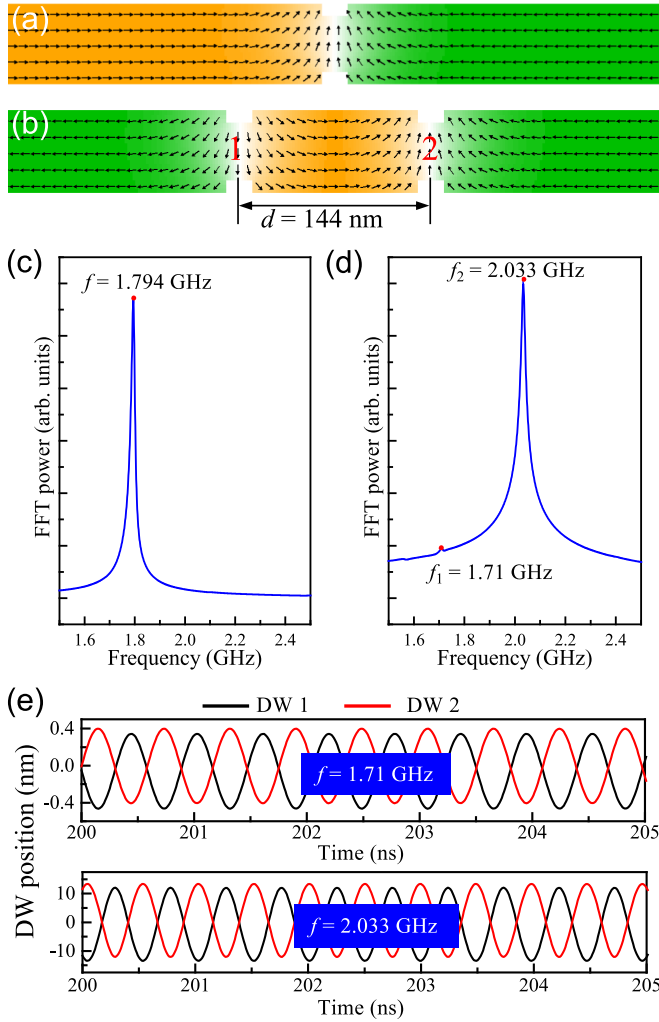 (a)
(b)
1
2
d = 144 nm
(c)
f = 1.794 GHz
FFT power (arb. units)
1.6 1.8 2.0 2.2 2.4
Frequency (GHz)
(d)
f2 = 2.033 GHz
f1 = 1.71 GHz
FFT power (arb. units)
1.6 1.8 2.0 2.2 2.4
Frequency (GHz)
(e)
DW 1 DW 2
DW position (nm)
0.4
0.0
-0.4
f = 1.71 GHz
200 201 202 203 204 205
Time (ns)
10
0
-10
f = 2.033 GHz
200 201 202 203 204 205
Time (ns)